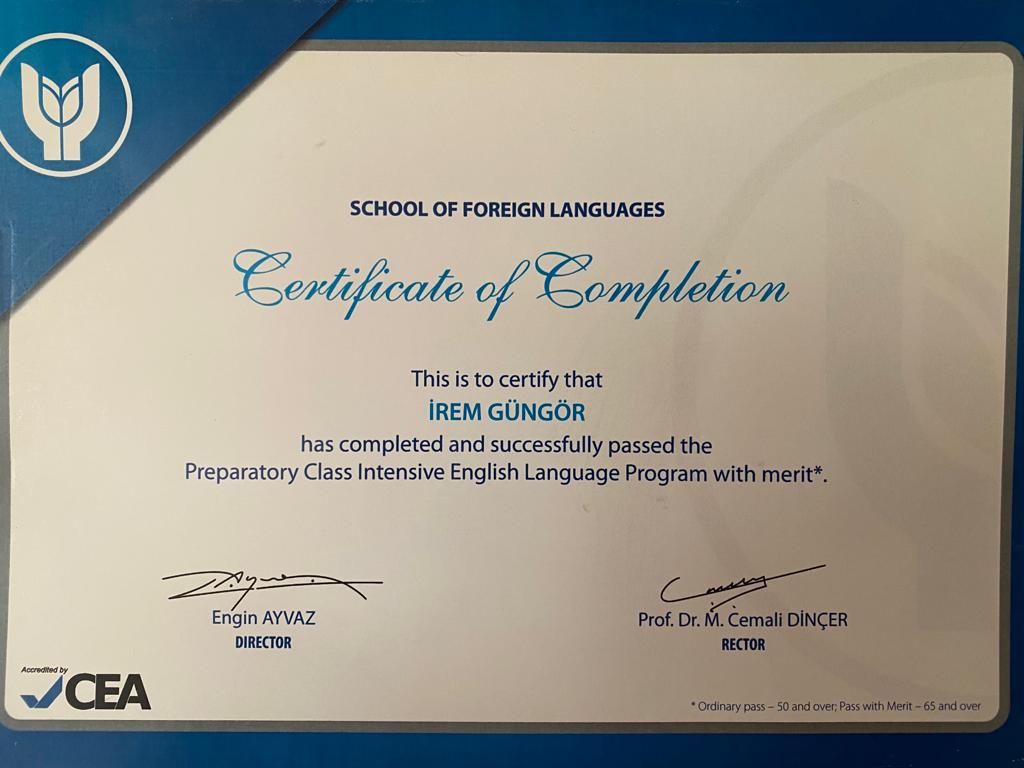 SCHOOL OF FOREIGN LANGUAGES
Certificate of Completion
This is to certify that
İREM GÜNGÖR
has completed and successfully passed the
Preparatory Class Intensive English Language Program with merit*.
Engin AYVAZ
DIRECTOR
Prof. Dr. M. Cemali DİNÇER
RECTOR
Accredited by
CEA
* Ordinary pass – 50 and over; Pass with Merit – 65 and over